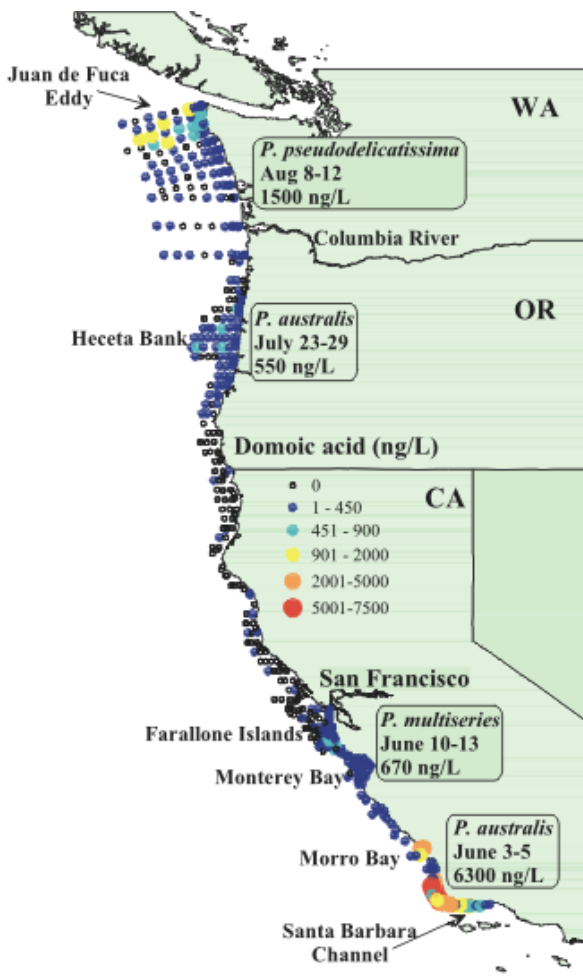 Juan de Fuca
Eddy
WA
P. pseudodelicatissima
Aug 8-12
1500 ng/L
Columbia River
OR
P. australis
July 23-29
550 ng/L
Heceta Bank
Domoic acid (ng/L)
CA
0
1 - 450
451 - 900
901 - 2000
2001-5000
5001-7500
San Francisco
P. multiseries
June 10-13
670 ng/L
Farallone Islands
Monterey Bay
P. australis
June 3-5
6300 ng/L
Morro Bay
Santa Barbara
Channel